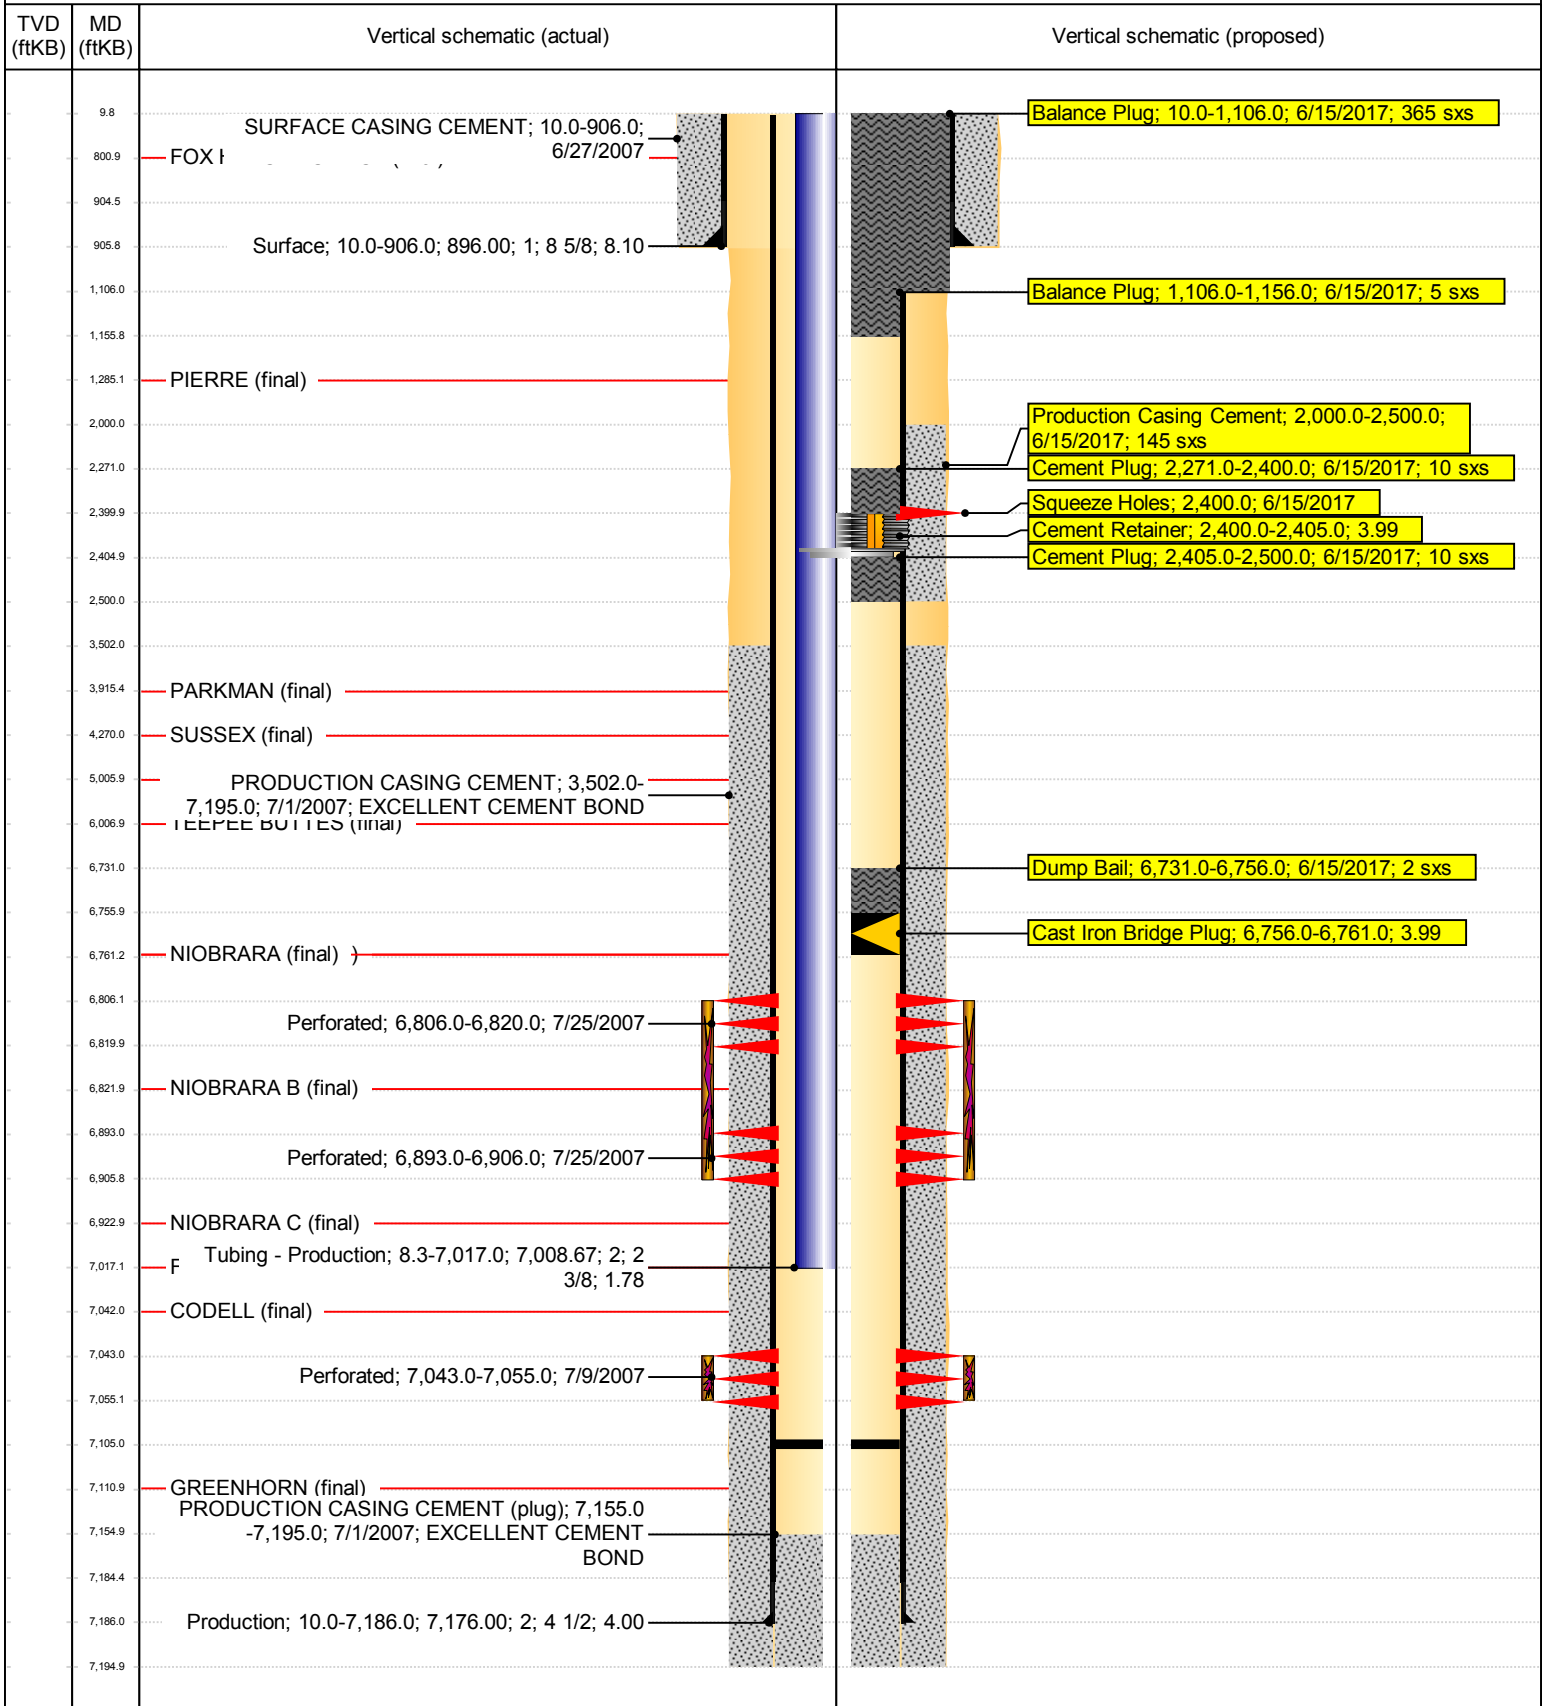 TVD
(ftKB)
MD
(ftKB)
Vertical schematic (actual)
Vertical schematic (proposed)
9.8
SURFACE CASING CEMENT; 10.0-906.0;
6/27/2007
Balance Plug; 10.0-1,106.0; 6/15/2017; 365 sxs
800.9
FOX
904.5
905.8
Surface; 10.0-906.0; 896.00; 1; 8 5/8; 8.10
1,106.0
Balance Plug; 1,106.0-1,156.0; 6/15/2017; 5 sxs
1,155.8
1,285.1
PIERRE (final)
2,000.0
Production Casing Cement; 2,000.0-2,500.0;
6/15/2017; 145 sxs
2,271.0
Cement Plug; 2,271.0-2,400.0; 6/15/2017; 10 sxs
2,399.9
Squeeze Holes; 2,400.0; 6/15/2017
Cement Retainer; 2,400.0-2,405.0; 3.99
2,404.9
Cement Plug; 2,405.0-2,500.0; 6/15/2017; 10 sxs
2,500.0
3,502.0
3,915.4
PARKMAN (final)
4,270.0
SUSSEX (final)
5,005.9
PRODUCTION CASING CEMENT; 3,502.0-
7,195.0; 7/1/2007; EXCELLENT CEMENT BOND
6,006.9
TEEPEE BUTTES (final)
6,731.0
Dump Bail; 6,731.0-6,756.0; 6/15/2017; 2 sxs
6,755.9
Cast Iron Bridge Plug; 6,756.0-6,761.0; 3.99
6,761.2
NIOBRARA (final) )
6,806.1
Perforated; 6,806.0-6,820.0; 7/25/2007
6,819.9
6,821.9
NIOBRARA B (final)
6,893.0
Perforated; 6,893.0-6,906.0; 7/25/2007
6,905.8
6,922.9
NIOBRARA C (final)
Tubing - Production; 8.3-7,017.0; 7,008.67; 2; 2
3/8; 1.78
7,017.1
F
7,042.0
CODELL (final)
7,043.0
Perforated; 7,043.0-7,055.0; 7/9/2007
7,055.1
7,105.0
7,110.9
GREENHORN (final)
PRODUCTION CASING CEMENT (plug); 7,155.0
-7,195.0; 7/1/2007; EXCELLENT CEMENT
BOND
7,154.9
7,184.4
7,186.0
Production; 10.0-7,186.0; 7,176.00; 2; 4 1/2; 4.00
7,194.9